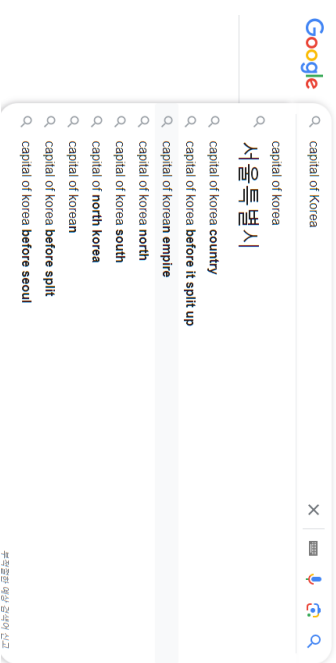 Google
capital of Korea
capital of korea
서울특별시
capital of korea country
capital of korea before it split up
capital of korean empire
capital of korea north
capital of korea south
capital of north korea
capital of korean
capital of korea before split
capital of korea before seoul
부적절한 예상 검색어 신고